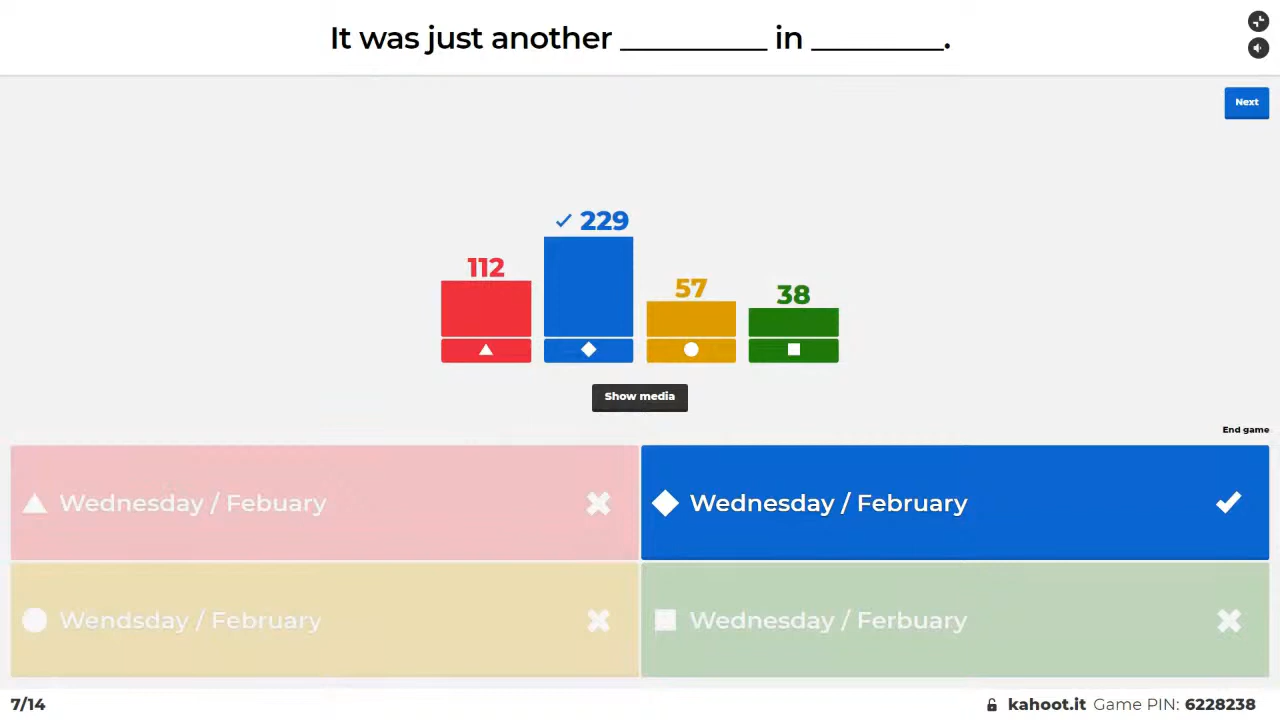 It was just another __________ in _________.
Next
229
112
57
38
Show media
End game
Wednesday / Febuary
Wednesday / February
Wendsday / February
Wednesday / Ferbuary
7/14
kahoot.it Game PIN: 6228238